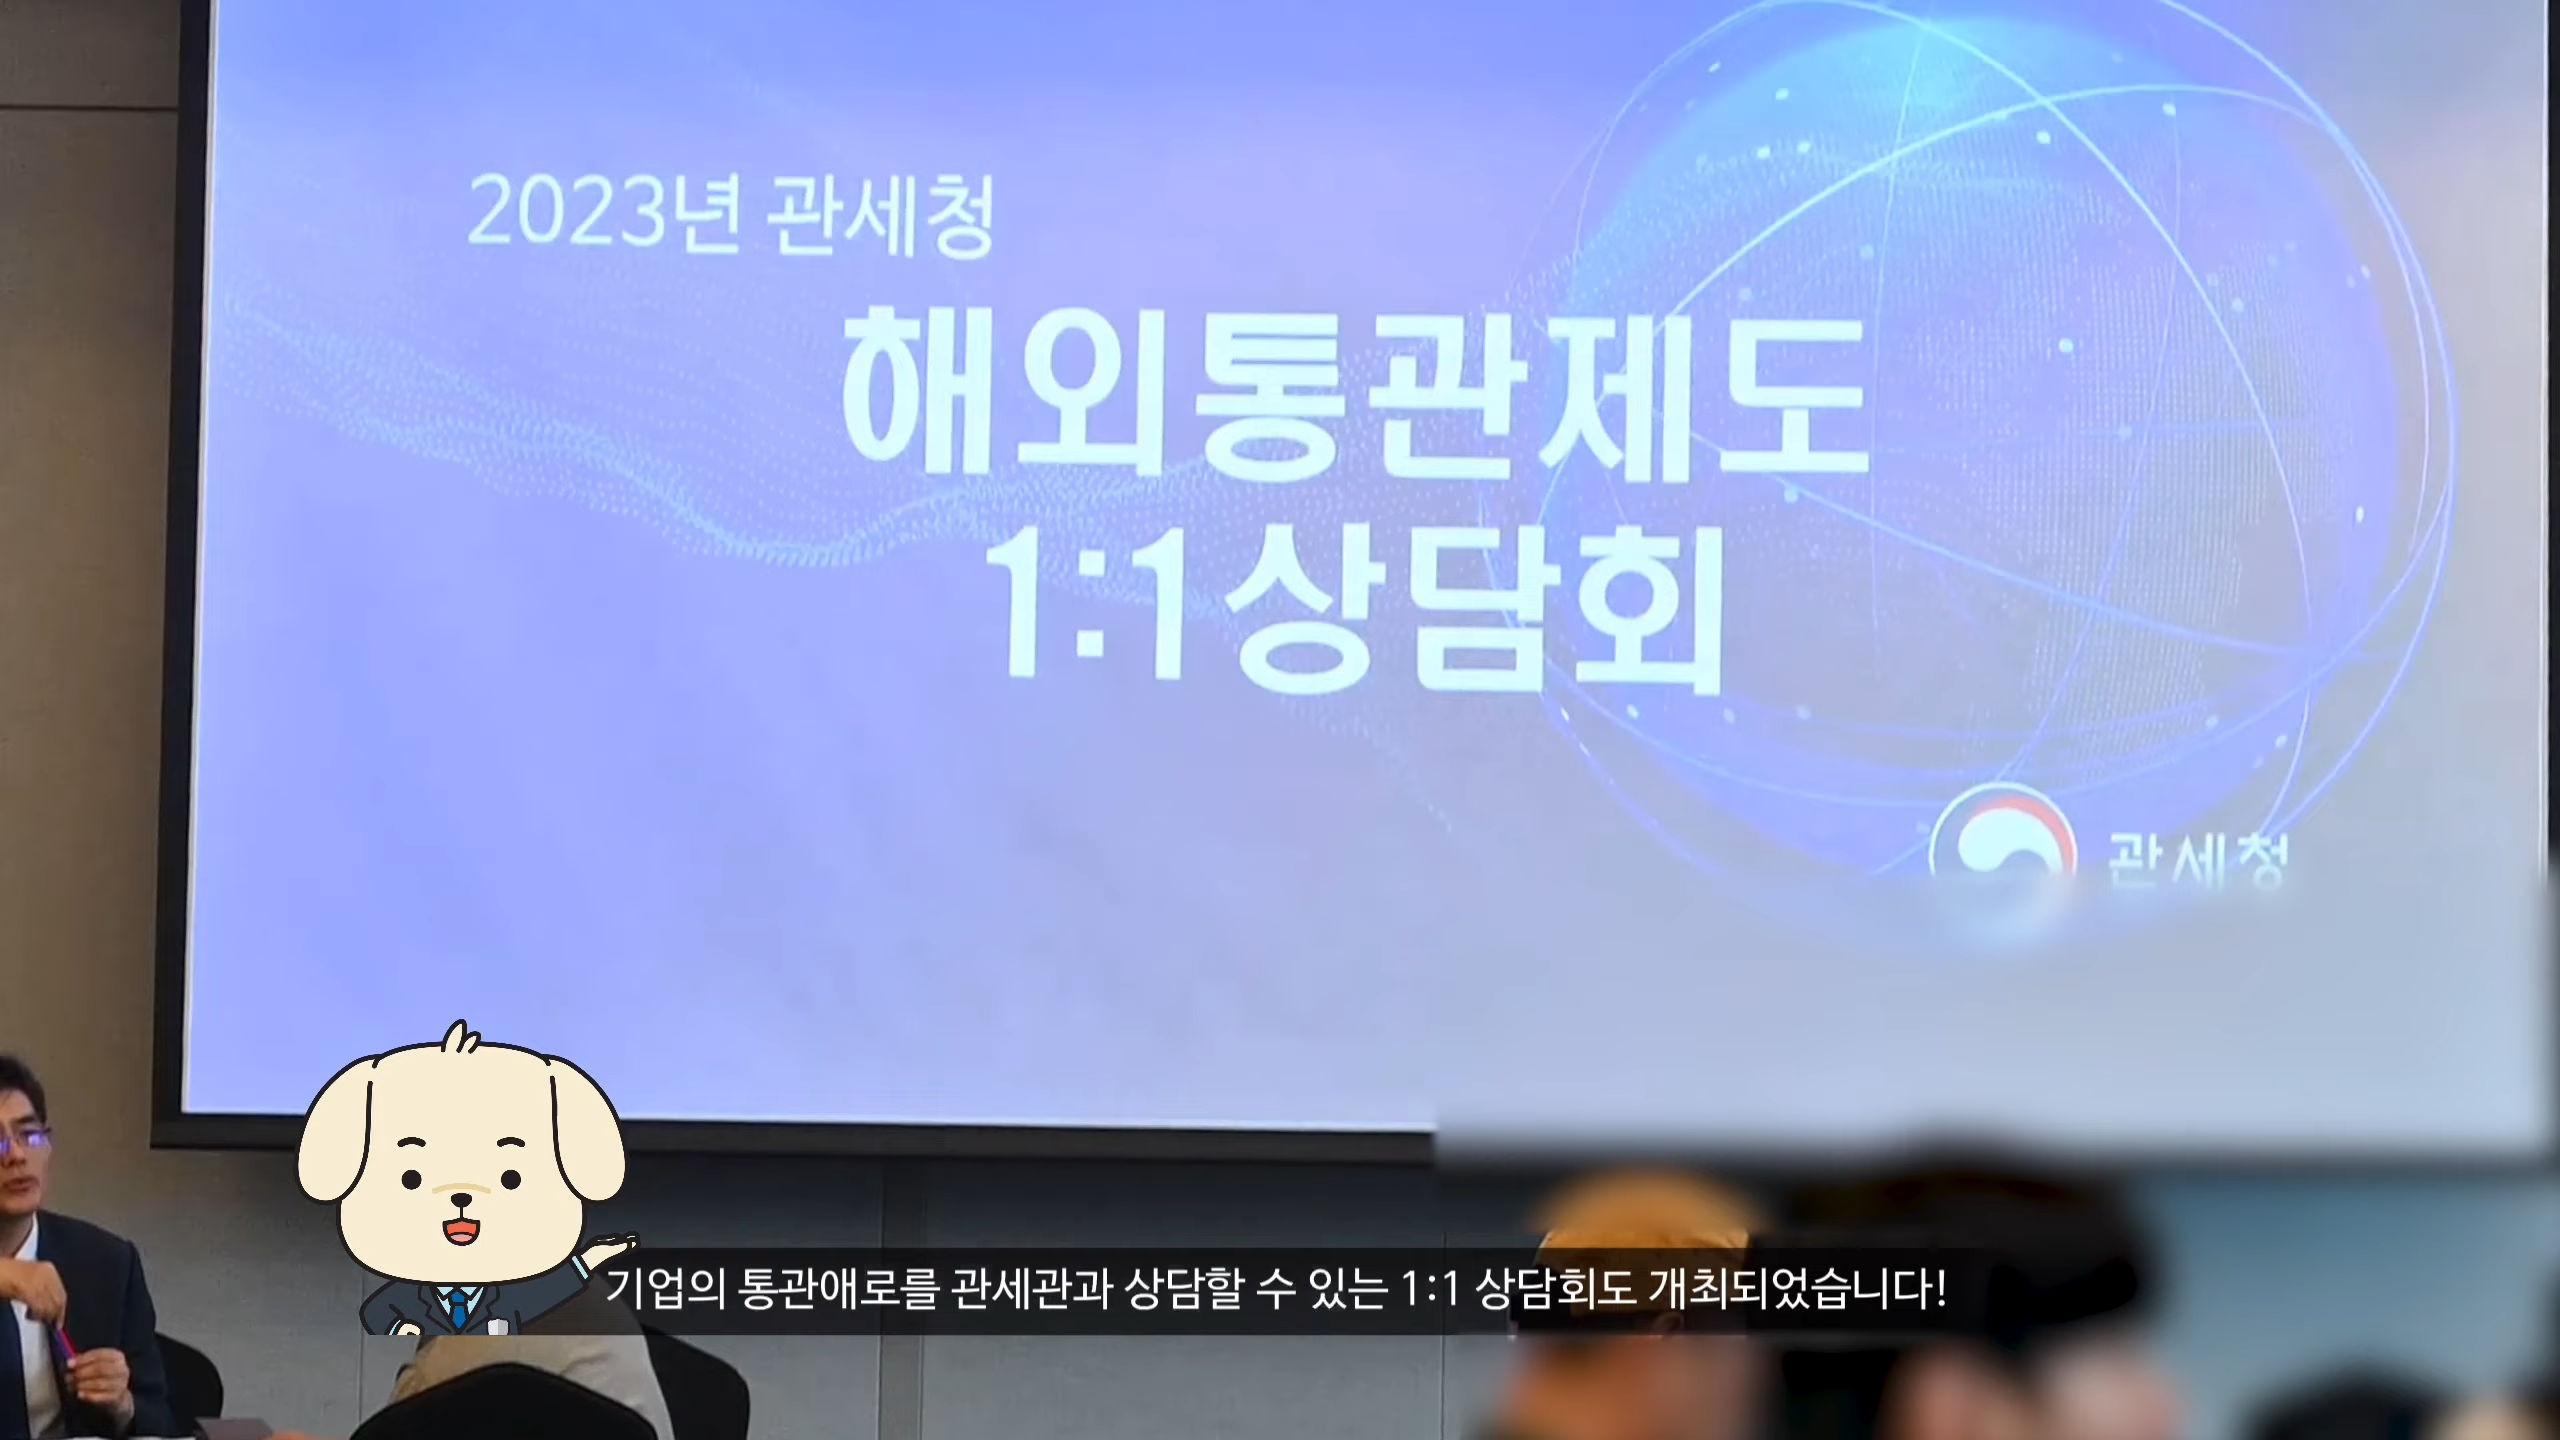 2023년 관세청
해외통관제도
1:1상담회
관세청
기업의 통관애로를 관세관과 상담할 수 있는 1:1 상담회도 개최되었습니다!